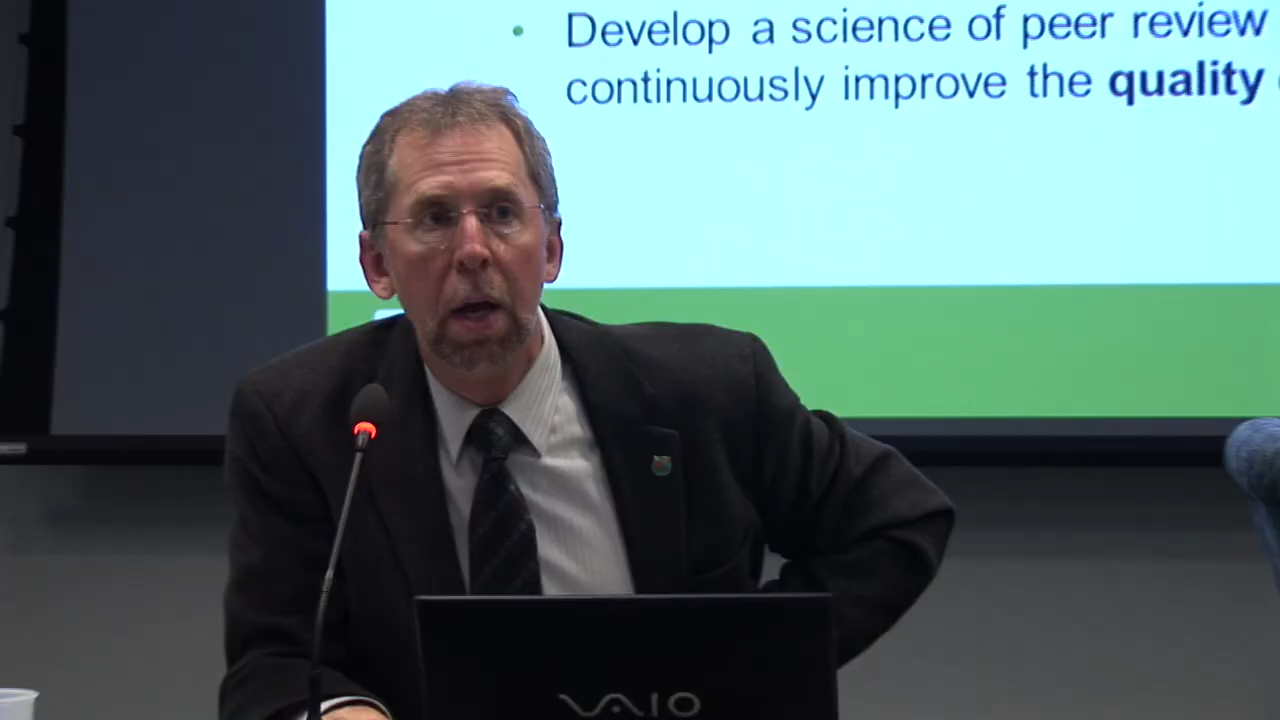 Develop a science of peer review
continuously improve the quality
VAIO